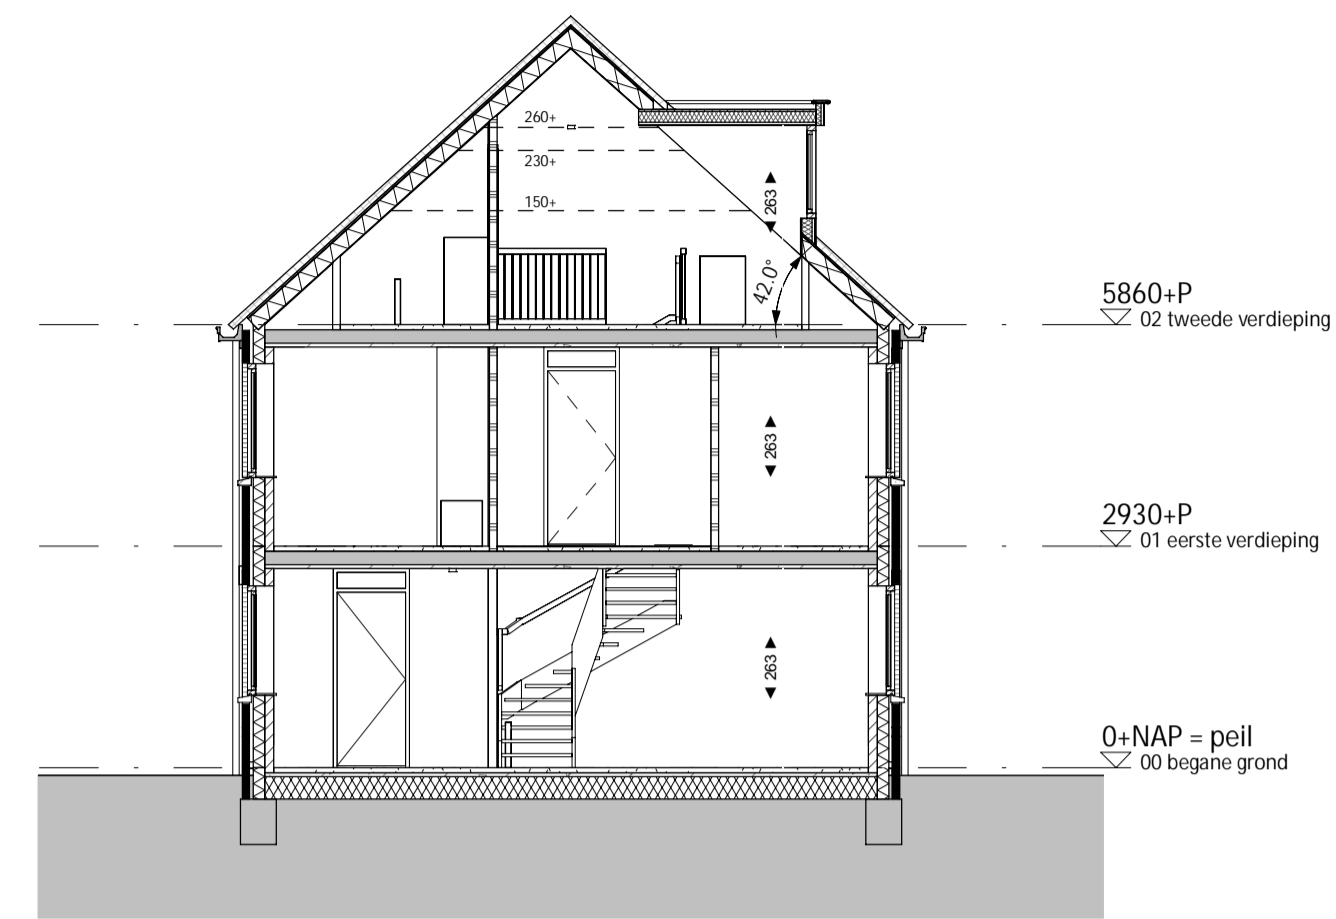 260+
230+
150+
263
42.0°
5860+P
02 tweede verdieping
263
2930+P
01 eerste verdieping
263
0+NAP = peil
00 begane grond